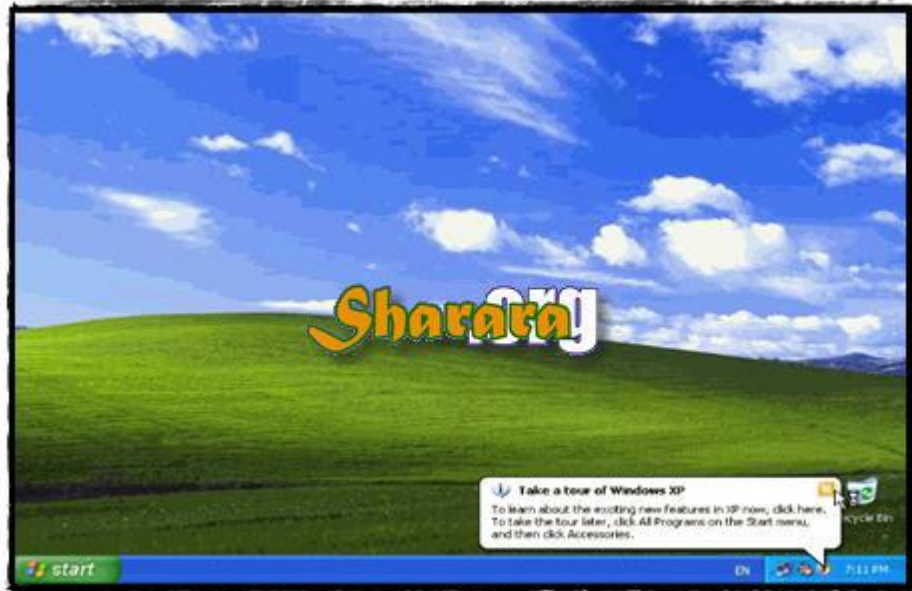 Sharara.org
Take a tour of Windows XP
To learn about the exciting new features in XP now, click here.
To take the tour later, click All Programs on the Start menu,
and then click Accessories.
Recycle Bin
start
EN
7:11 PM